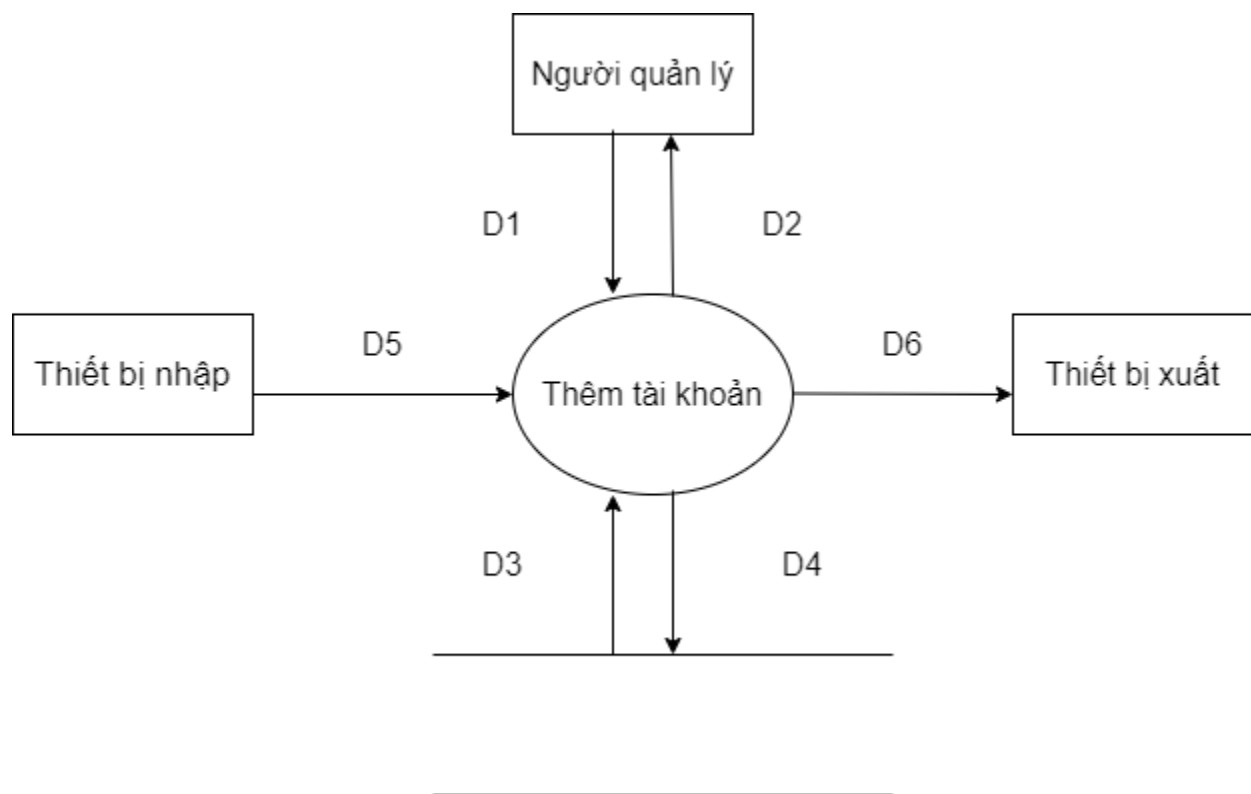 Người quản lý
D1
D2
Thiết bị nhập
D5
Thêm tài khoản
D6
Thiết bị xuất
D3
D4